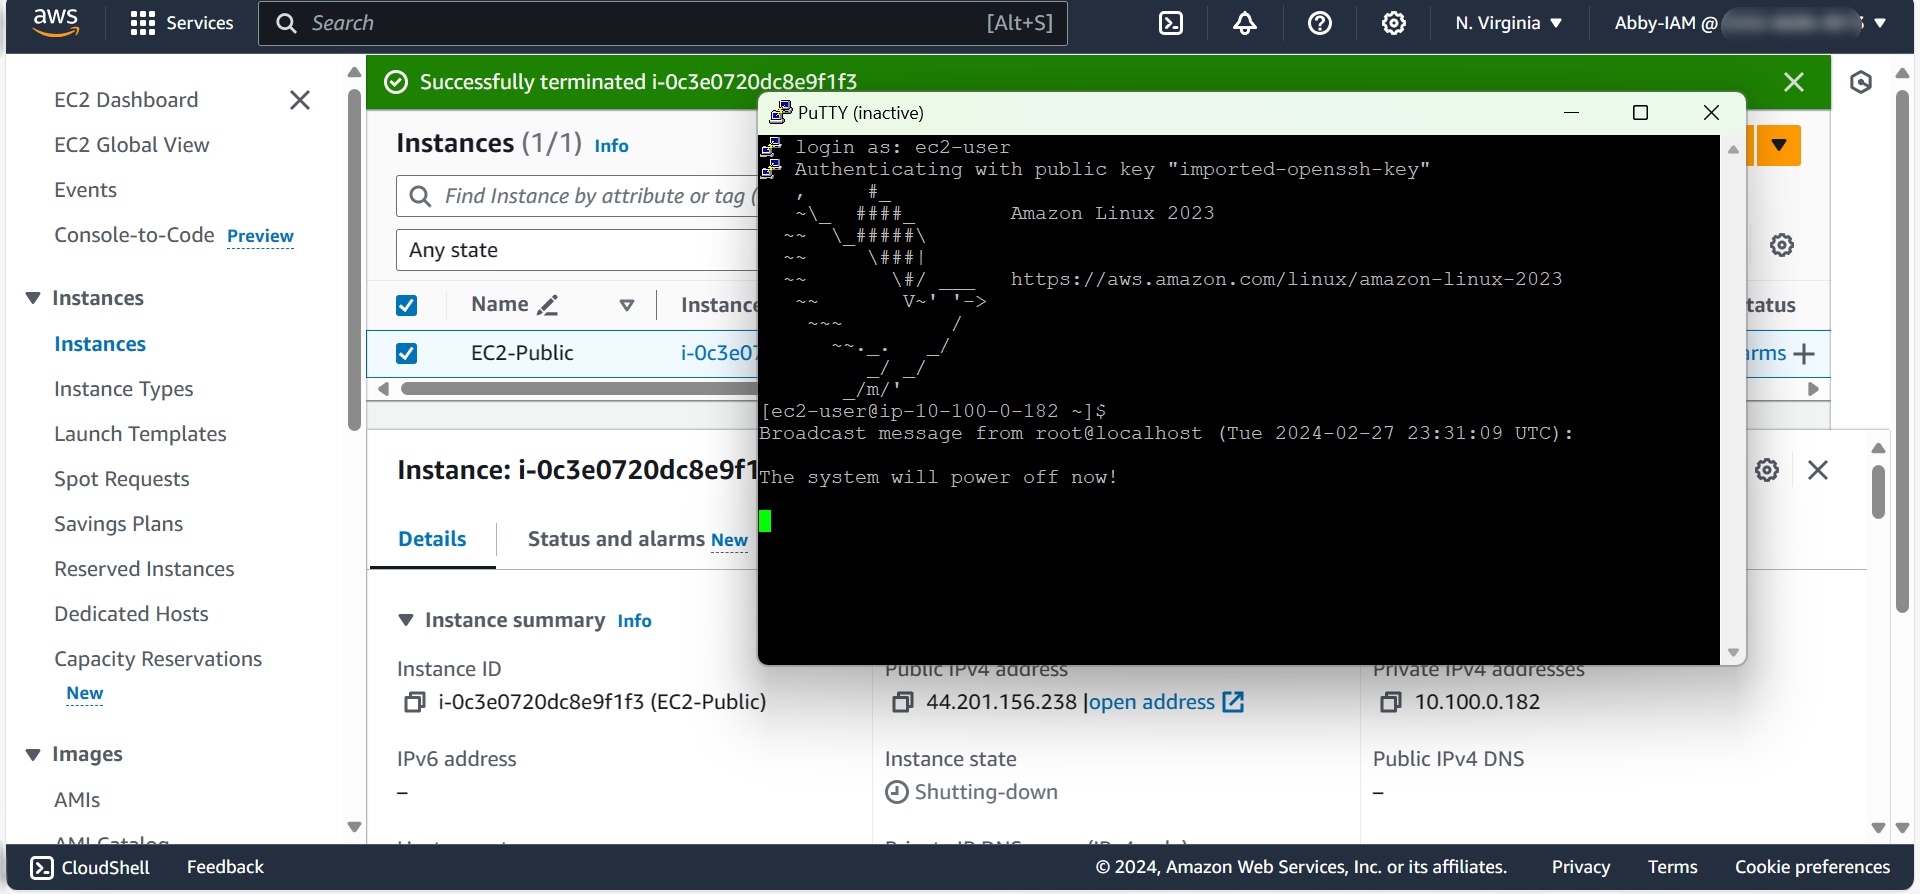 aws
Services
Search [Alt+S]
N. Virginia
Abby-IAM @
EC2 Dashboard
EC2 Global View
Events
Console-to-Code Preview
Instances
Instances
Instance Types
Launch Templates
Spot Requests
Savings Plans
Reserved Instances
Dedicated Hosts
Capacity Reservations
New
Images
AMIs
AMI Catalog
Successfully terminated i-0c3e0720dc8e9f1f3
Instances (1/1) Info
Find Instance by attribute or tag (
Any state
Name Instance tatus
EC2-Public i-0c3e07 arms +
PuTTY (inactive)
login as: ec2-user
Authenticating with public key "imported-openssh-key"
   ,     #_
   ~\_  ####_        Amazon Linux 2023
  ~~  \_#####\
  ~~     \###|
  ~~       \#/ ___   https://aws.amazon.com/linux/amazon-linux-2023
   ~~       V~' '->
    ~~~         /
      ~~._.   _/
         _/ _/
       _/m/'
[ec2-user@ip-10-100-0-182 ~]$
Broadcast message from root@localhost (Tue 2024-02-27 23:31:09 UTC):
The system will power off now!
Instance: i-0c3e0720dc8e9f1
Details
Status and alarms New
Instance summary Info
Instance ID
i-0c3e0720dc8e9f1f3 (EC2-Public)
Public IPv4 address
44.201.156.238 |open address
Private IPv4 addresses
10.100.0.182
IPv6 address
–
Instance state
Shutting-down
Public IPv4 DNS
–
CloudShell
Feedback
© 2024, Amazon Web Services, Inc. or its affiliates.
Privacy
Terms
Cookie preferences